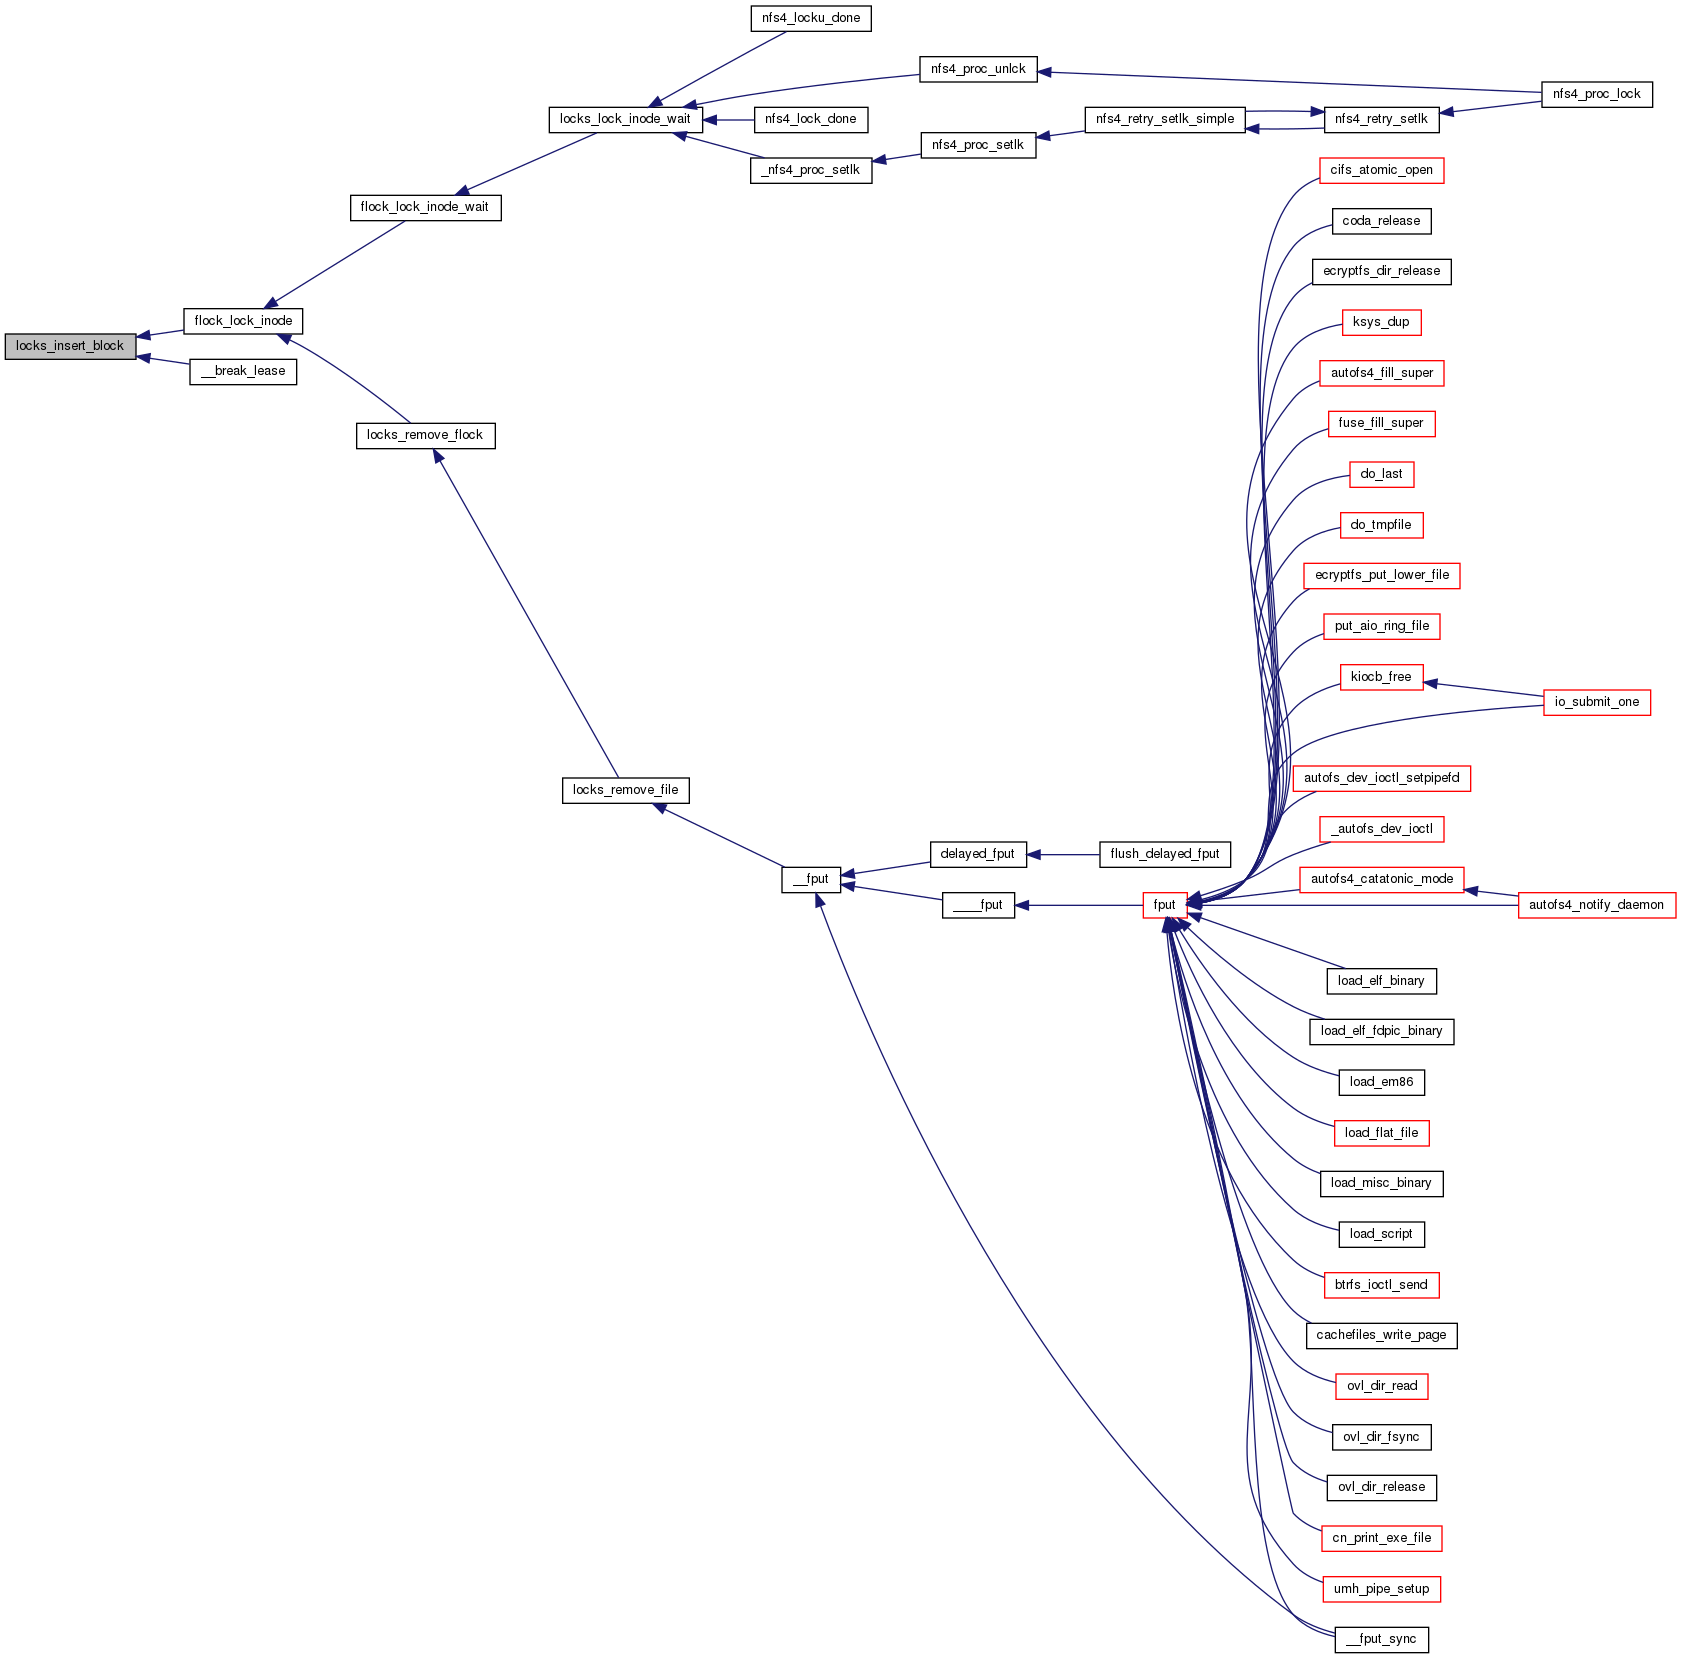 nfs4_locku_done
nfs4_proc_unlck
nfs4_proc_lock
locks_lock_inode_wait
nfs4_lock_done
nfs4_retry_setlk_simple
nfs4_retry_setlk
nfs4_proc_setlk
_nfs4_proc_setlk
cifs_atomic_open
flock_lock_inode_wait
coda_release
ecryptfs_dir_release
flock_lock_inode
ksys_dup
locks_insert_block
__break_lease
autofs4_fill_super
fuse_fill_super
locks_remove_flock
do_last
do_tmpfile
ecryptfs_put_lower_file
put_aio_ring_file
kiocb_free
io_submit_one
autofs_dev_ioctl_setpipefd
locks_remove_file
_autofs_dev_ioctl
delayed_fput
flush_delayed_fput
__fput
autofs4_catatonic_mode
____fput
fput
autofs4_notify_daemon
load_elf_binary
load_elf_fdpic_binary
load_em86
load_flat_file
load_misc_binary
load_script
btrfs_ioctl_send
cachefiles_write_page
ovl_dir_read
ovl_dir_fsync
ovl_dir_release
cn_print_exe_file
umh_pipe_setup
__fput_sync